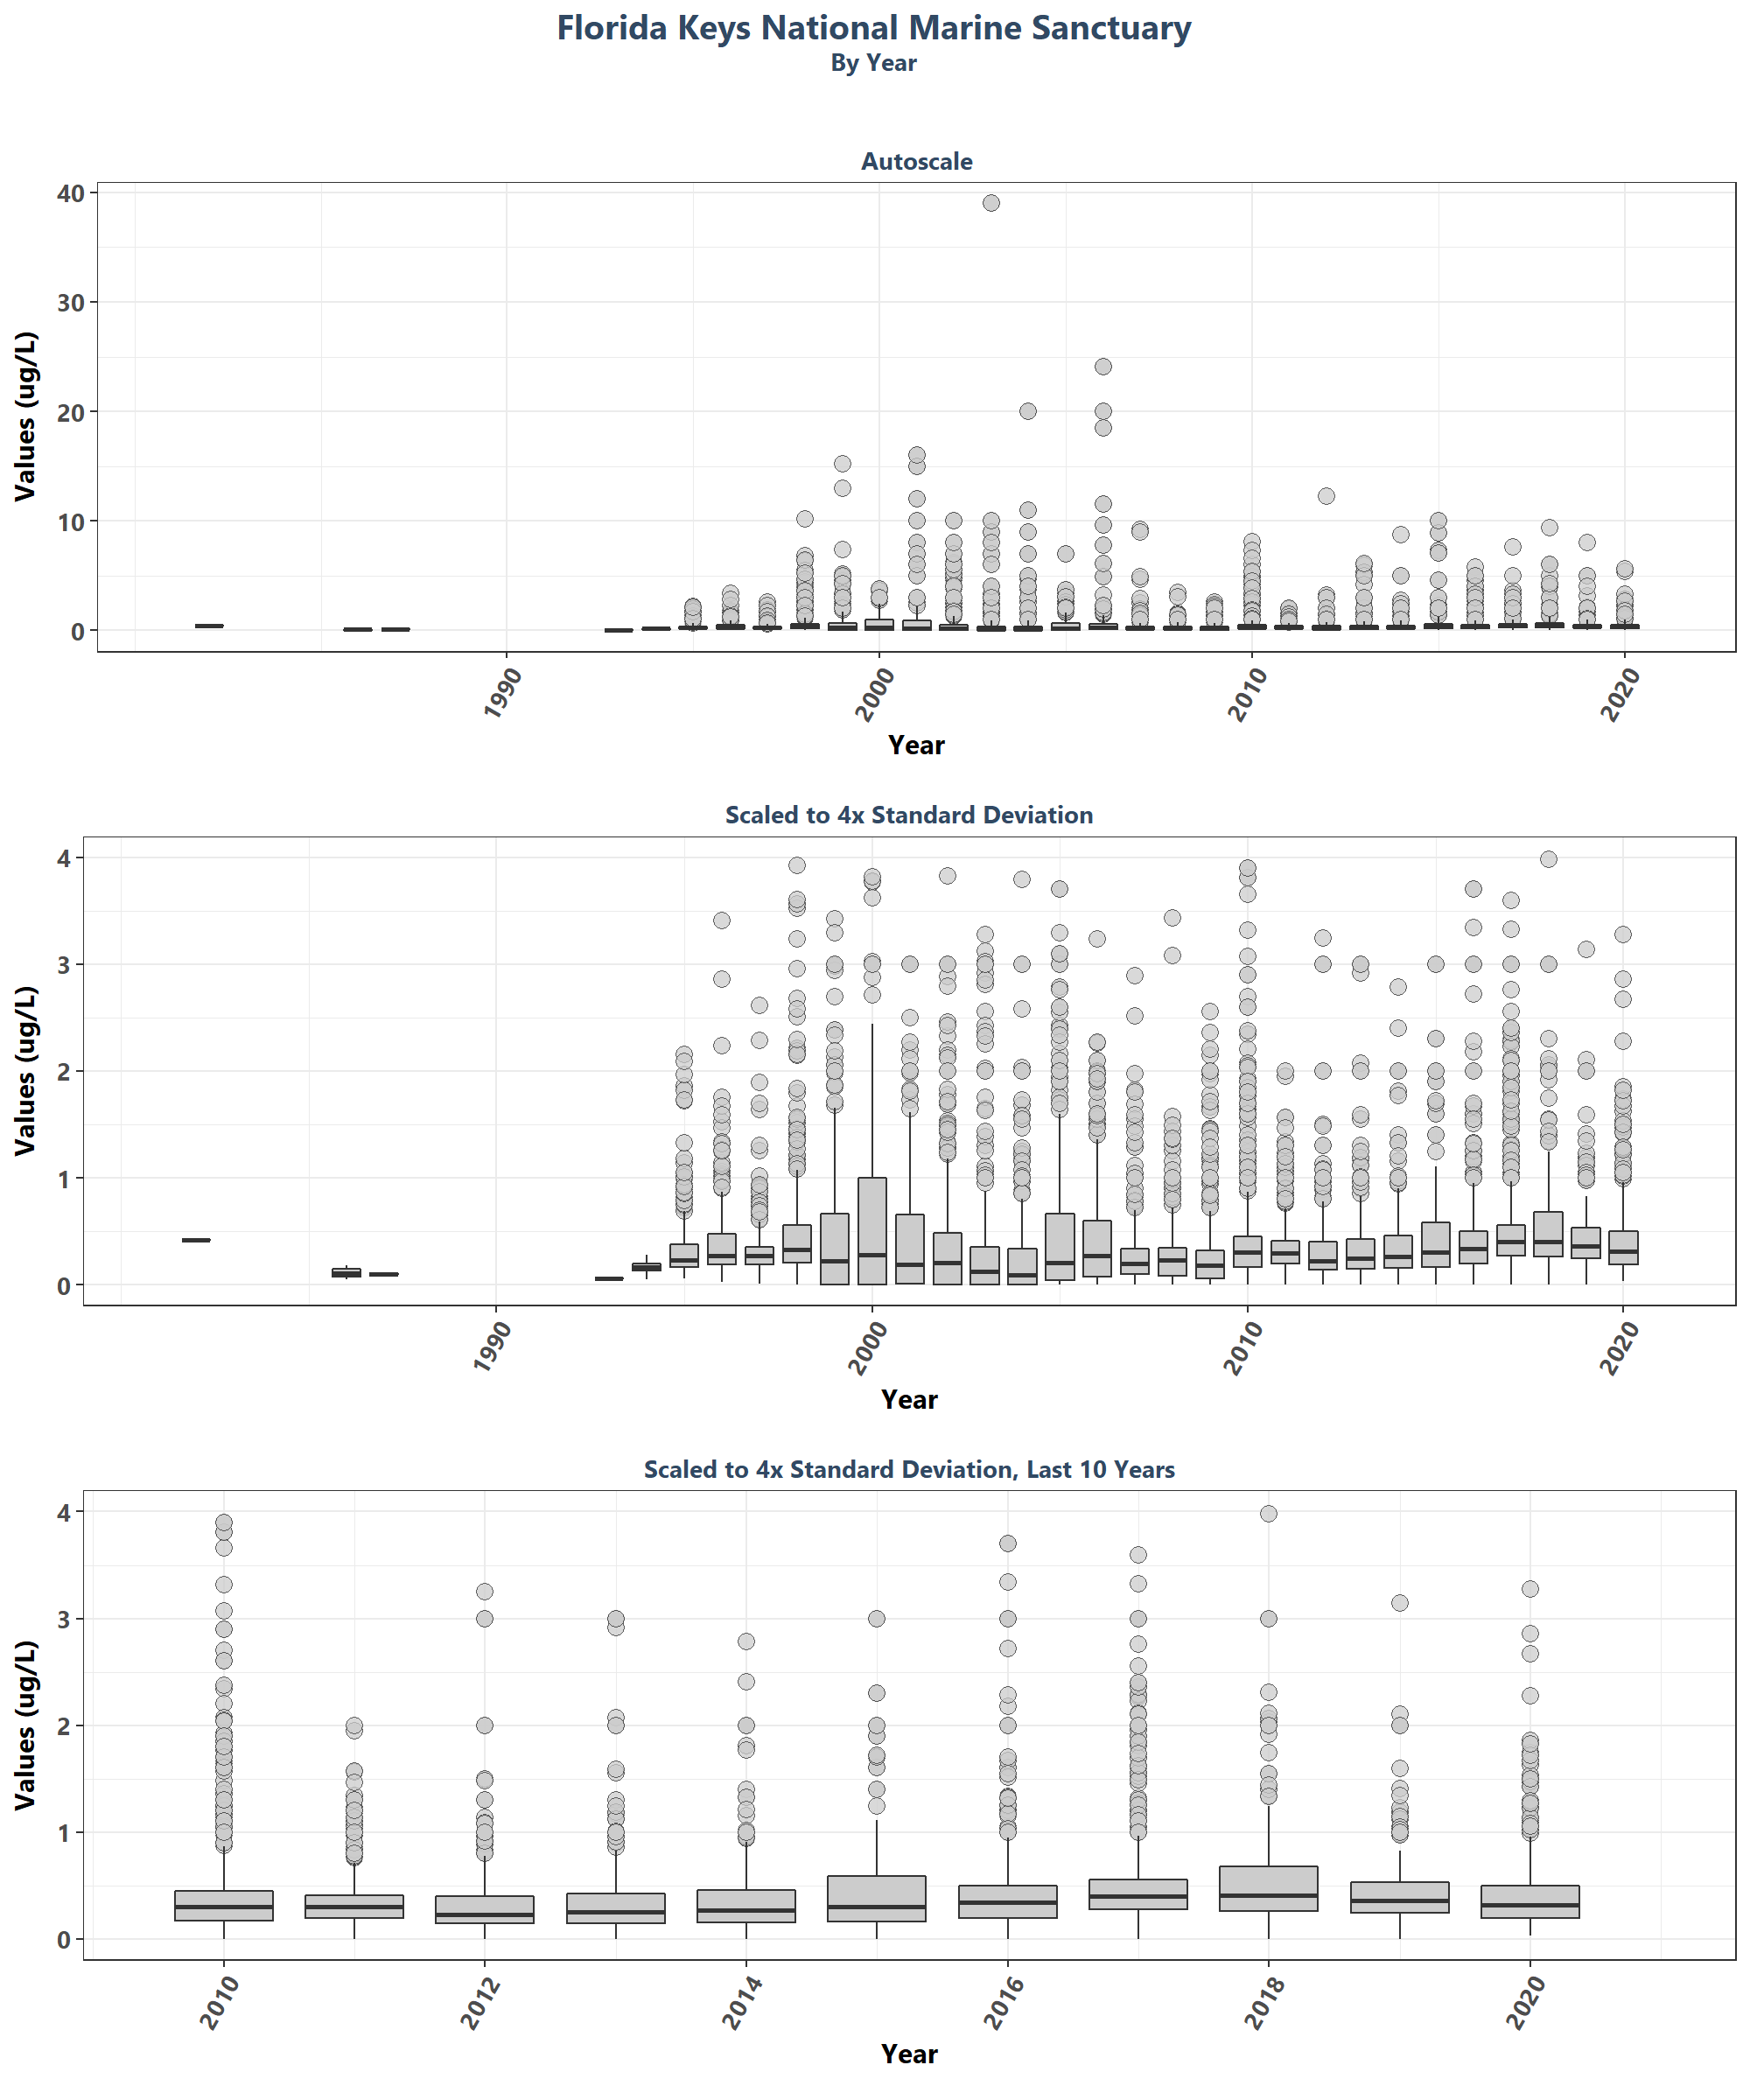 Florida Keys National Marine Sanctuary
By Year
Autoscale
Values (ug/L)
40
30
20
10
0
1990
2000
2010
2020
Year
Scaled to 4x Standard Deviation
Values (ug/L)
4
3
2
1
0
1990
2000
2010
2020
Year
Scaled to 4x Standard Deviation, Last 10 Years
Values (ug/L)
4
3
2
1
0
2010
2012
2014
2016
2018
2020
Year